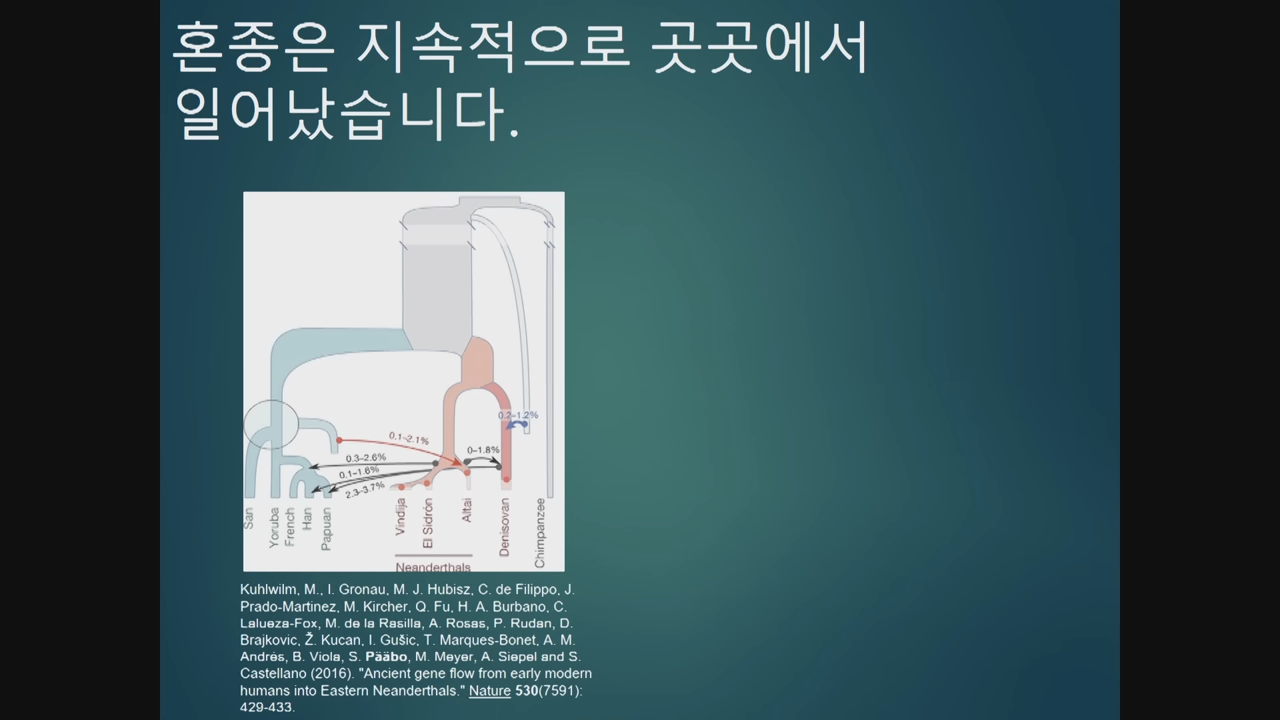 혼종은 지속적으로 곳곳에서
일어났습니다.
0.2–1.2%
0.1–2.1%
0–1.8%
0.3–2.6%
0.1–1.6%
2.3–3.7%
San
Yoruba
French
Han
Papuan
Vindija
El Sidrón
Altai
Denisovan
Chimpanzee
Neanderthals
Kuhlwilm, M., I. Gronau, M. J. Hubisz, C. de Filippo, J.
Prado-Martinez, M. Kircher, Q. Fu, H. A. Burbano, C.
Lalueza-Fox, M. de la Rasilla, A. Rosas, P. Rudan, D.
Brajkovic, Ž. Kucan, I. Gušic, T. Marques-Bonet, A. M.
Andrés, B. Viola, S. Pääbo, M. Meyer, A. Siepel and S.
Castellano (2016). "Ancient gene flow from early modern
humans into Eastern Neanderthals." Nature 530(7591):
429-433.